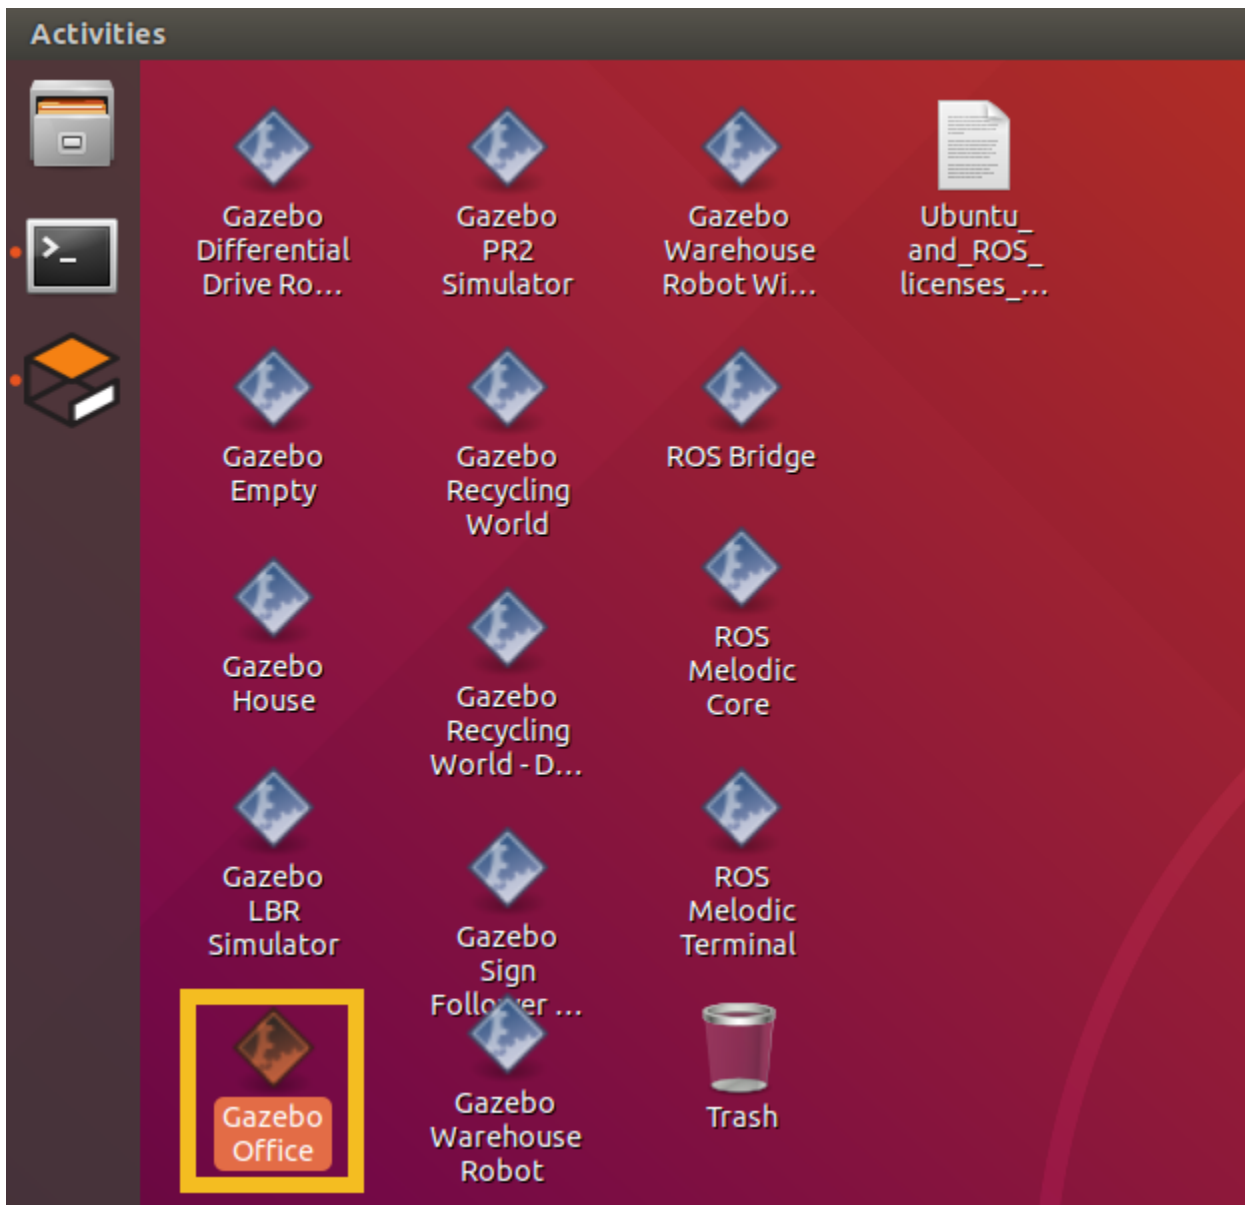 Activities
Gazebo
Differential
Drive Ro...
Gazebo
PR2
Simulator
Gazebo
Warehouse
Robot Wi...
Ubuntu_
and_ROS_
licenses_...
Gazebo
Empty
Gazebo
Recycling
World
ROS Bridge
Gazebo
House
Gazebo
Recycling
World - D...
ROS
Melodic
Core
Gazebo
LBR
Simulator
Gazebo
Sign
Follower ...
ROS
Melodic
Terminal
Gazebo
Office
Gazebo
Warehouse
Robot
Trash